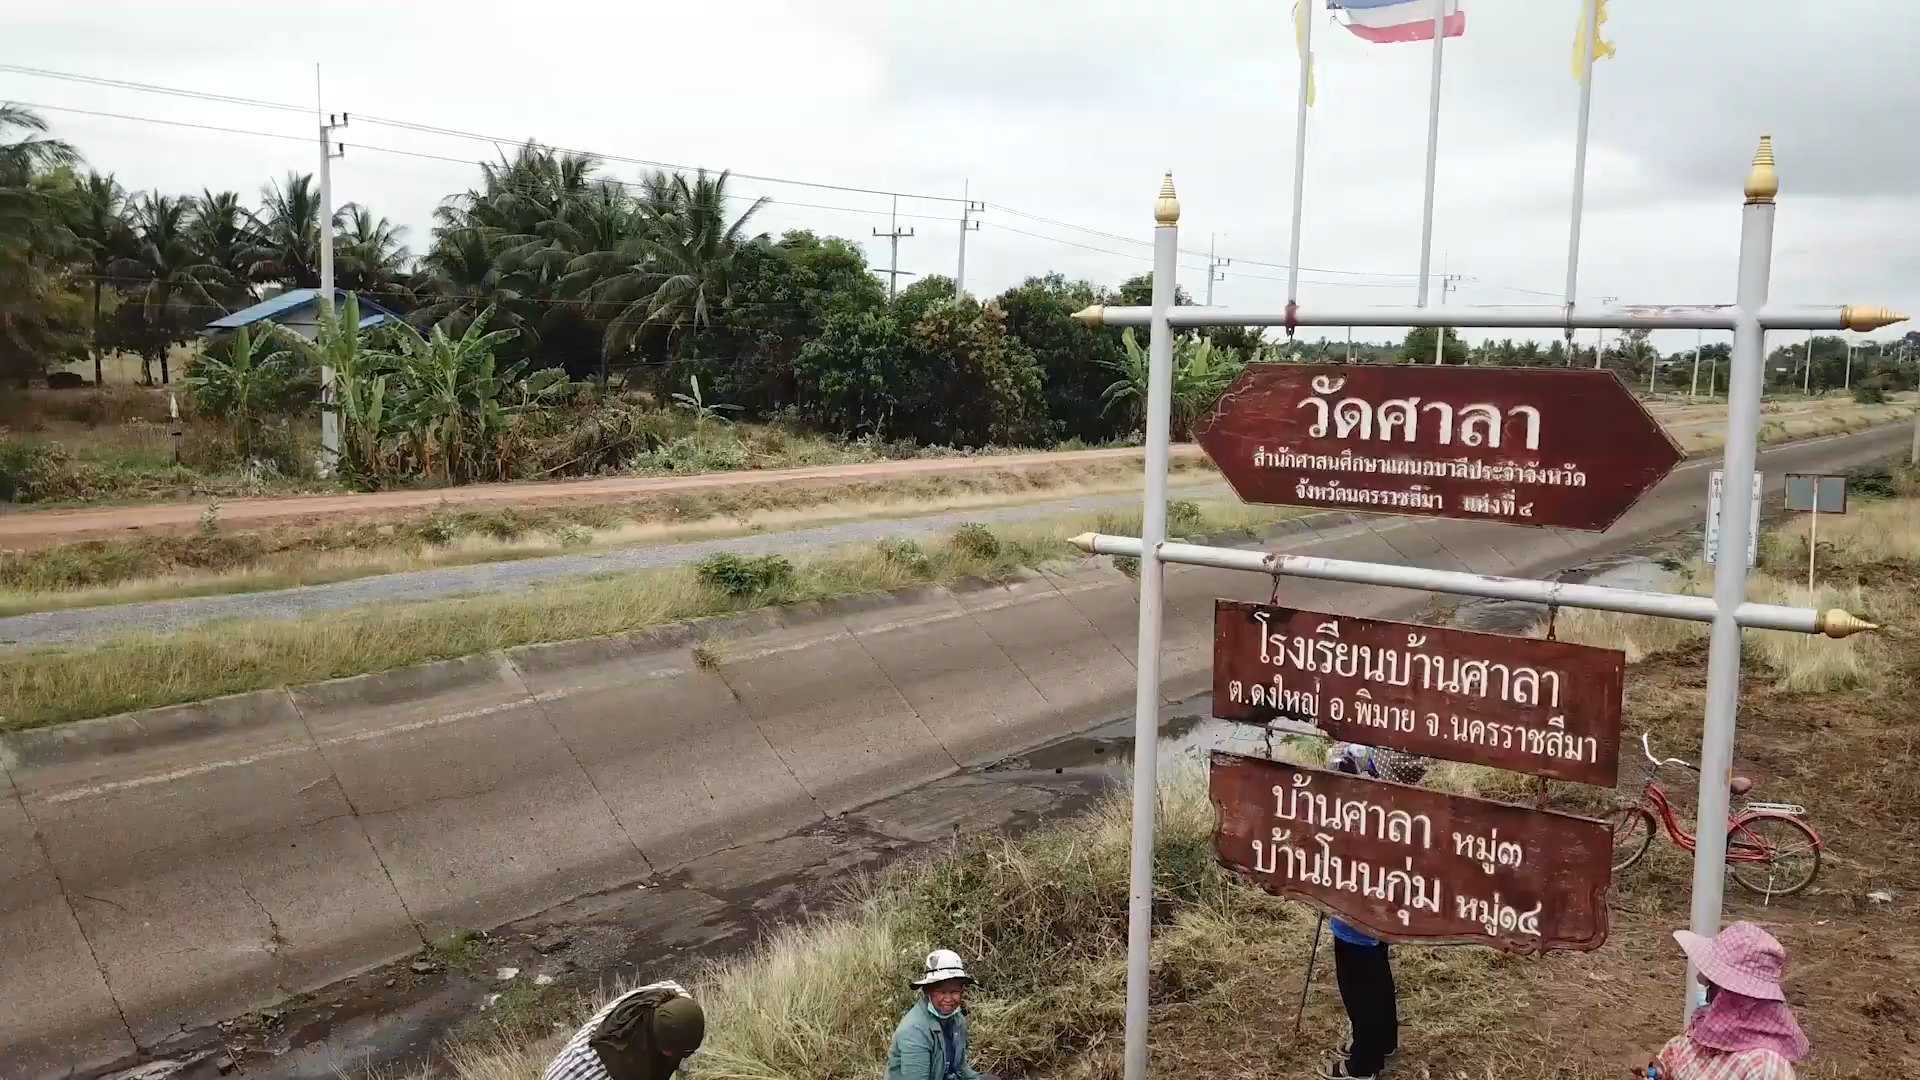 วัดศาลา
สำนักศาสนศึกษาแผนกบาลีประจำจังหวัด
จังหวัดนครราชสีมา แห่งที่ ๔
โรงเรียนบ้านศาลา
ต.ดงใหญ่ อ.พิมาย จ.นครราชสีมา
บ้านศาลา หมู่๓
บ้านโนนกุ่ม หมู่๑๔